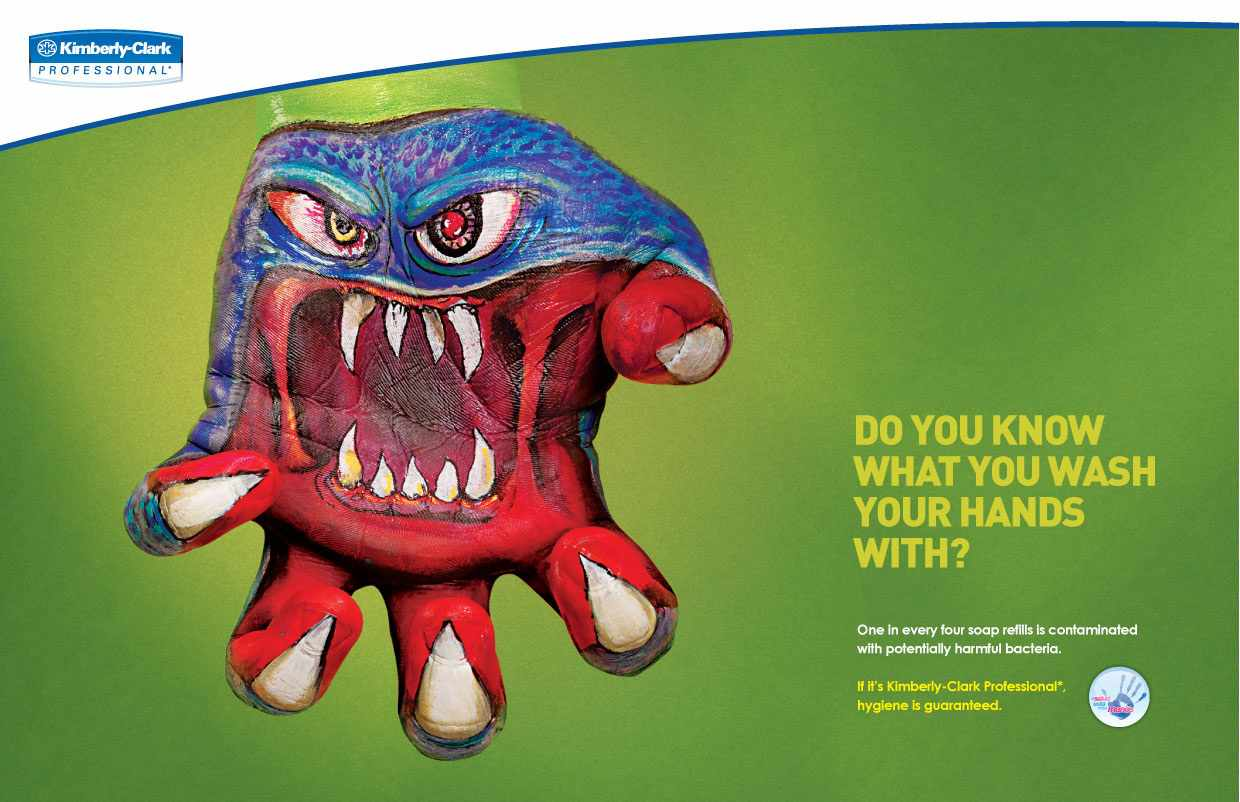 Kimberly-Clark
PROFESSIONAL*
DO YOU KNOW
WHAT YOU WASH
YOUR HANDS
WITH?
One in every four soap refills is contaminated
with potentially harmful bacteria.
If it's Kimberly-Clark Professional*,
hygiene is guaranteed.